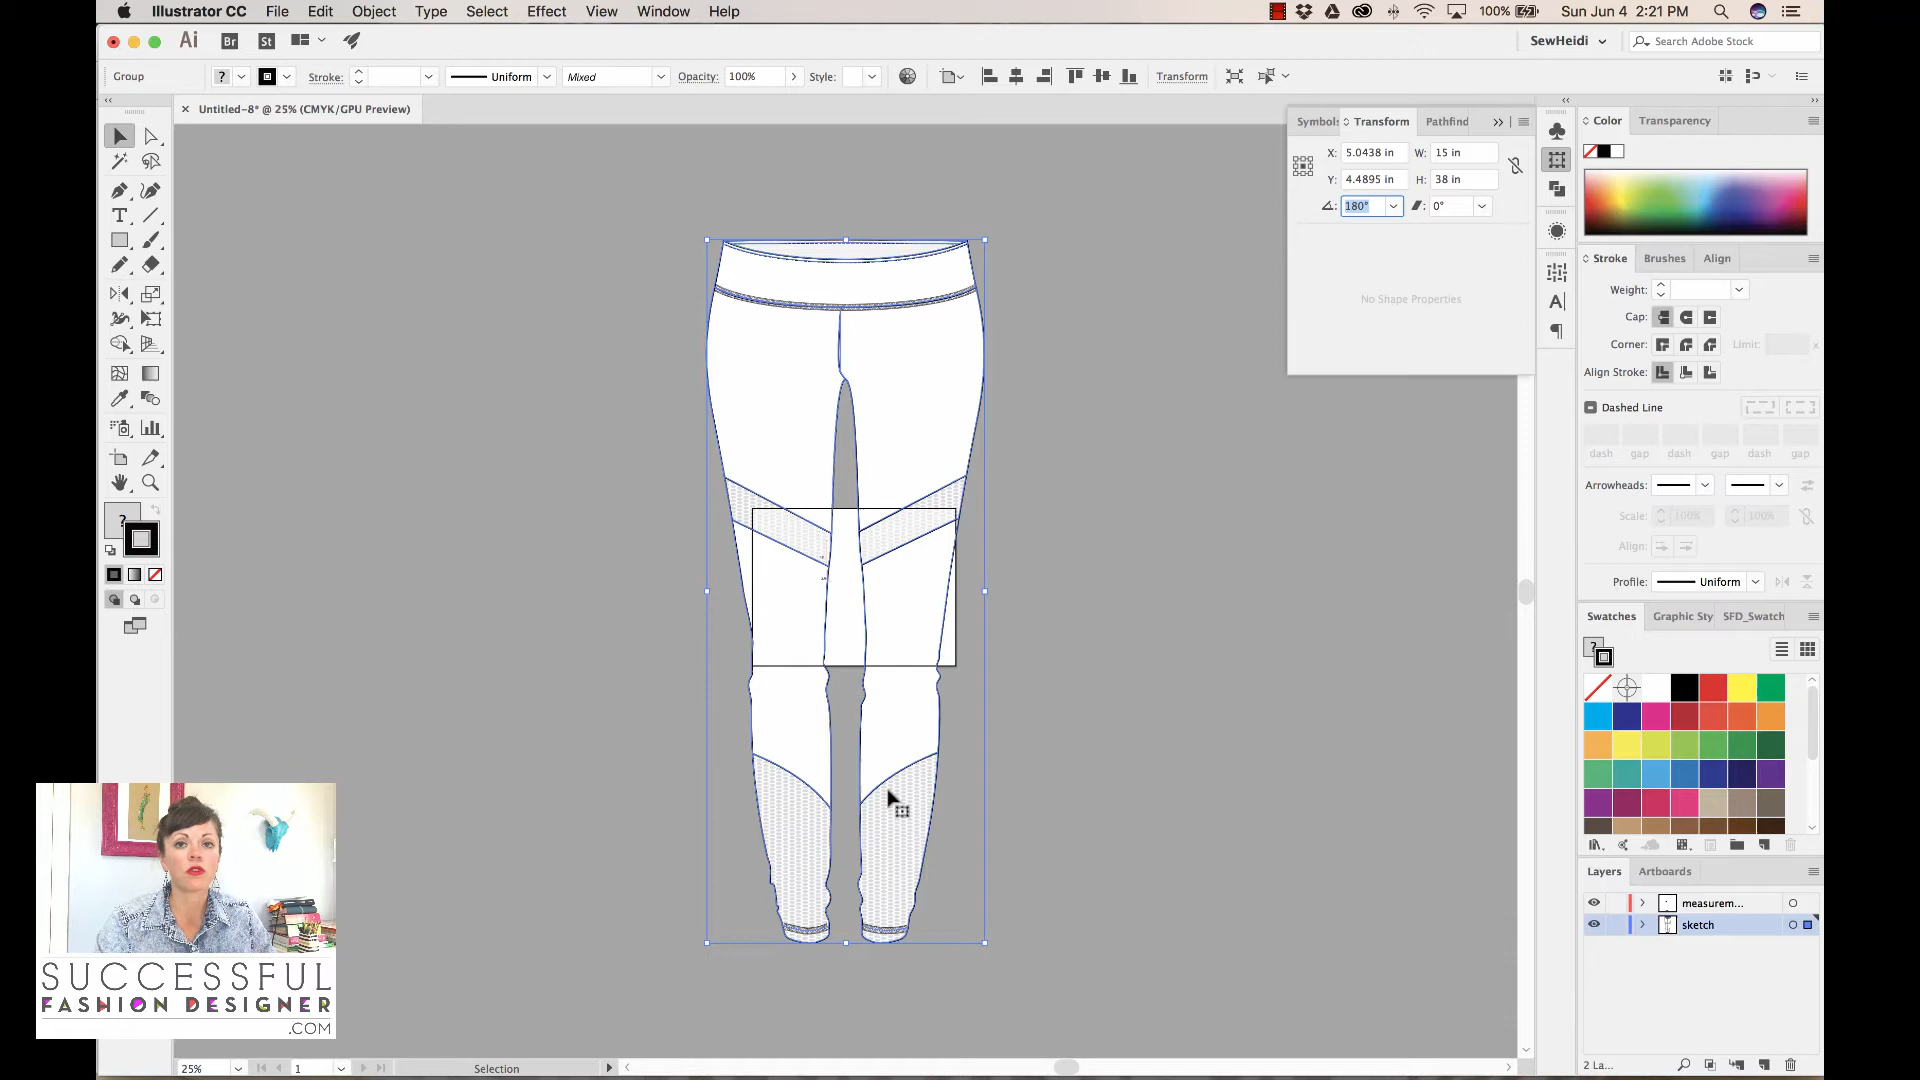 Illustrator CC File Edit Object Type Select Effect View Window Help 100% Sun Jun 4 2:21 PM
Ai Br St SewHeidi Search Adobe Stock
Group ? Stroke: Uniform Mixed Opacity: 100% Style: Transform
Untitled-8* @ 25% (CMYK/GPU Preview)
Symbols Transform Pathfind
X: 5.0438 in W: 15 in
Y: 4.4895 in H: 38 in
180° 0°
No Shape Properties
Color Transparency
Stroke Brushes Align
Weight:
Cap:
Corner: Limit: x
Align Stroke:
Dashed Line
dash gap dash gap dash gap
Arrowheads:
Scale: 100% 100%
Align:
Profile: Uniform
Swatches Graphic Sty SFD_Swatch
?
Layers Artboards
measurem...
sketch
2 La...
?
SUCCESSFUL
FASHION DESIGNER
.COM
25% 1 Selection